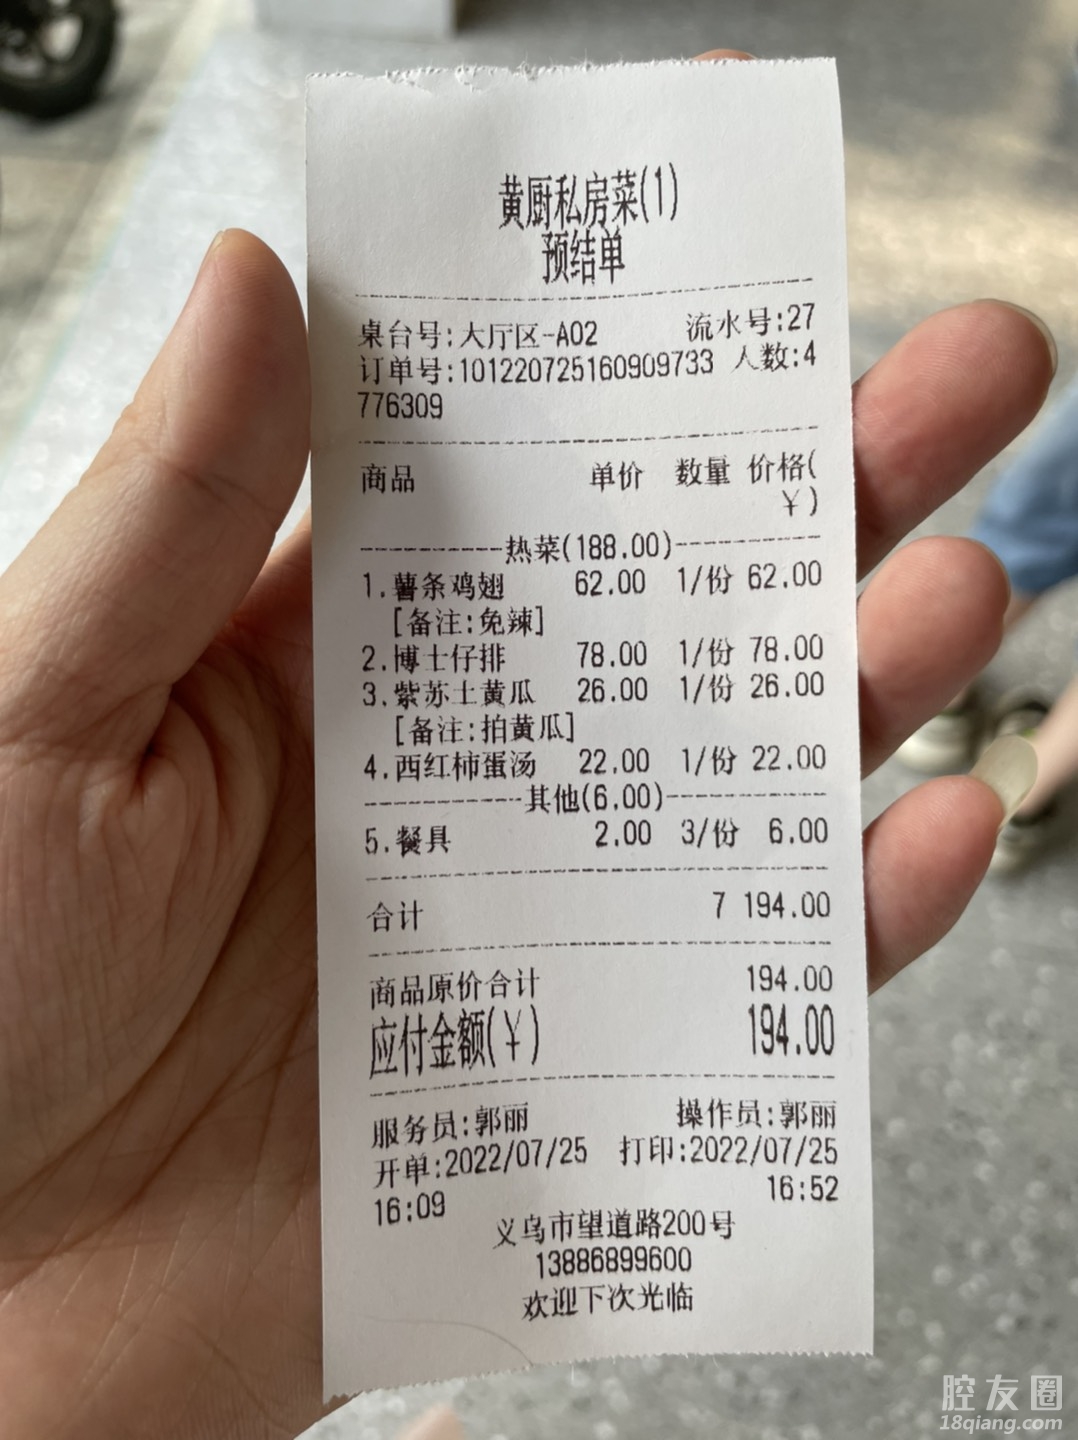 黄厨私房菜(1)
预结单
桌台号:大厅区-A02 流水号:27
订单号:101220725160909733 人数:4
776309
商品 单价 数量 价格(
¥)
热菜(188.00)
1.薯条鸡翅 62.00 1/份 62.00
[备注:免辣]
2.博士仔排 78.00 1/份 78.00
3.紫苏土黄瓜 26.00 1/份 26.00
[备注:拍黄瓜]
4.西红柿蛋汤 22.00 1/份 22.00
其他(6.00)
5.餐具 2.00 3/份 6.00
合计 7 194.00
商品原价合计 194.00
应付金额(¥) 194.00
服务员:郭丽 操作员:郭丽
开单:2022/07/25 打印:2022/07/25
16:09 16:52
义乌市望道路200号
13886899600
欢迎下次光临
腔友圈
18qiang.com